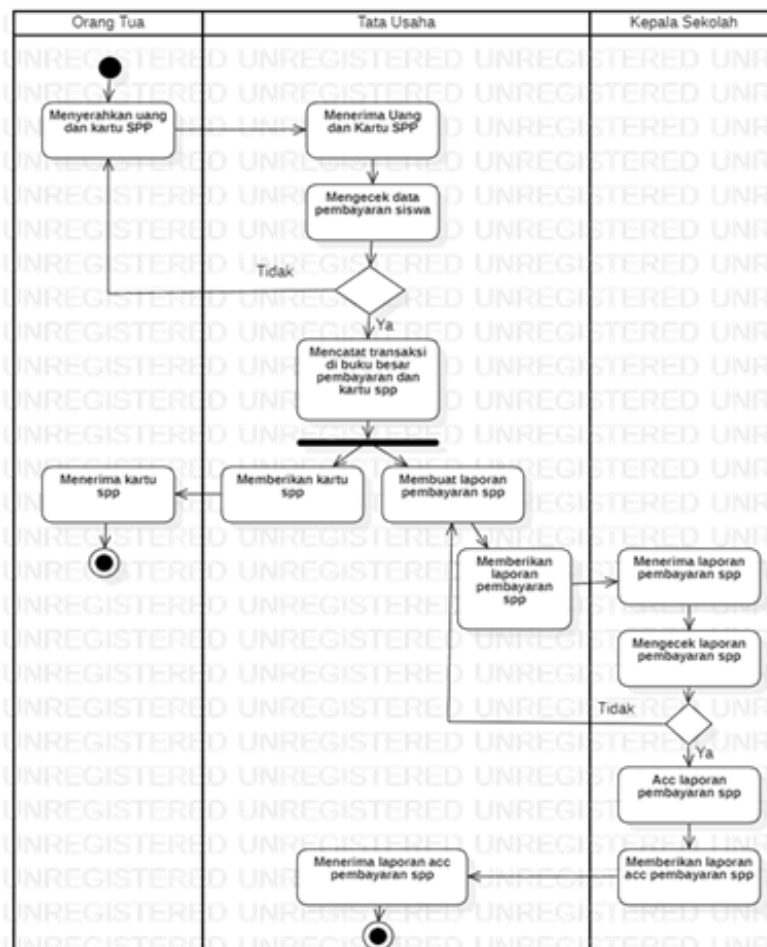 Orang Tua
Tata Usaha
Kepala Sekolah
Menyerahkan uang
dan kartu SPP
Menerima Uang
dan Kartu SPP
Mengecek data
pembayaran siswa
Tidak
Ya
Mencatat transaksi
di buku besar
pembayaran dan
kartu spp
Menerima kartu
spp
Memberikan kartu
spp
Membuat laporan
pembayaran spp
Memberikan
laporan
pembayaran
spp
Menerima laporan
pembayaran spp
Mengecek laporan
pembayaran spp
Tidak
Ya
Acc laporan
pembayaran spp
Menerima laporan acc
pembayaran spp
Memberikan laporan
acc pembayaran spp
UNREGISTERED UNREGISTERED UNREGISTERED